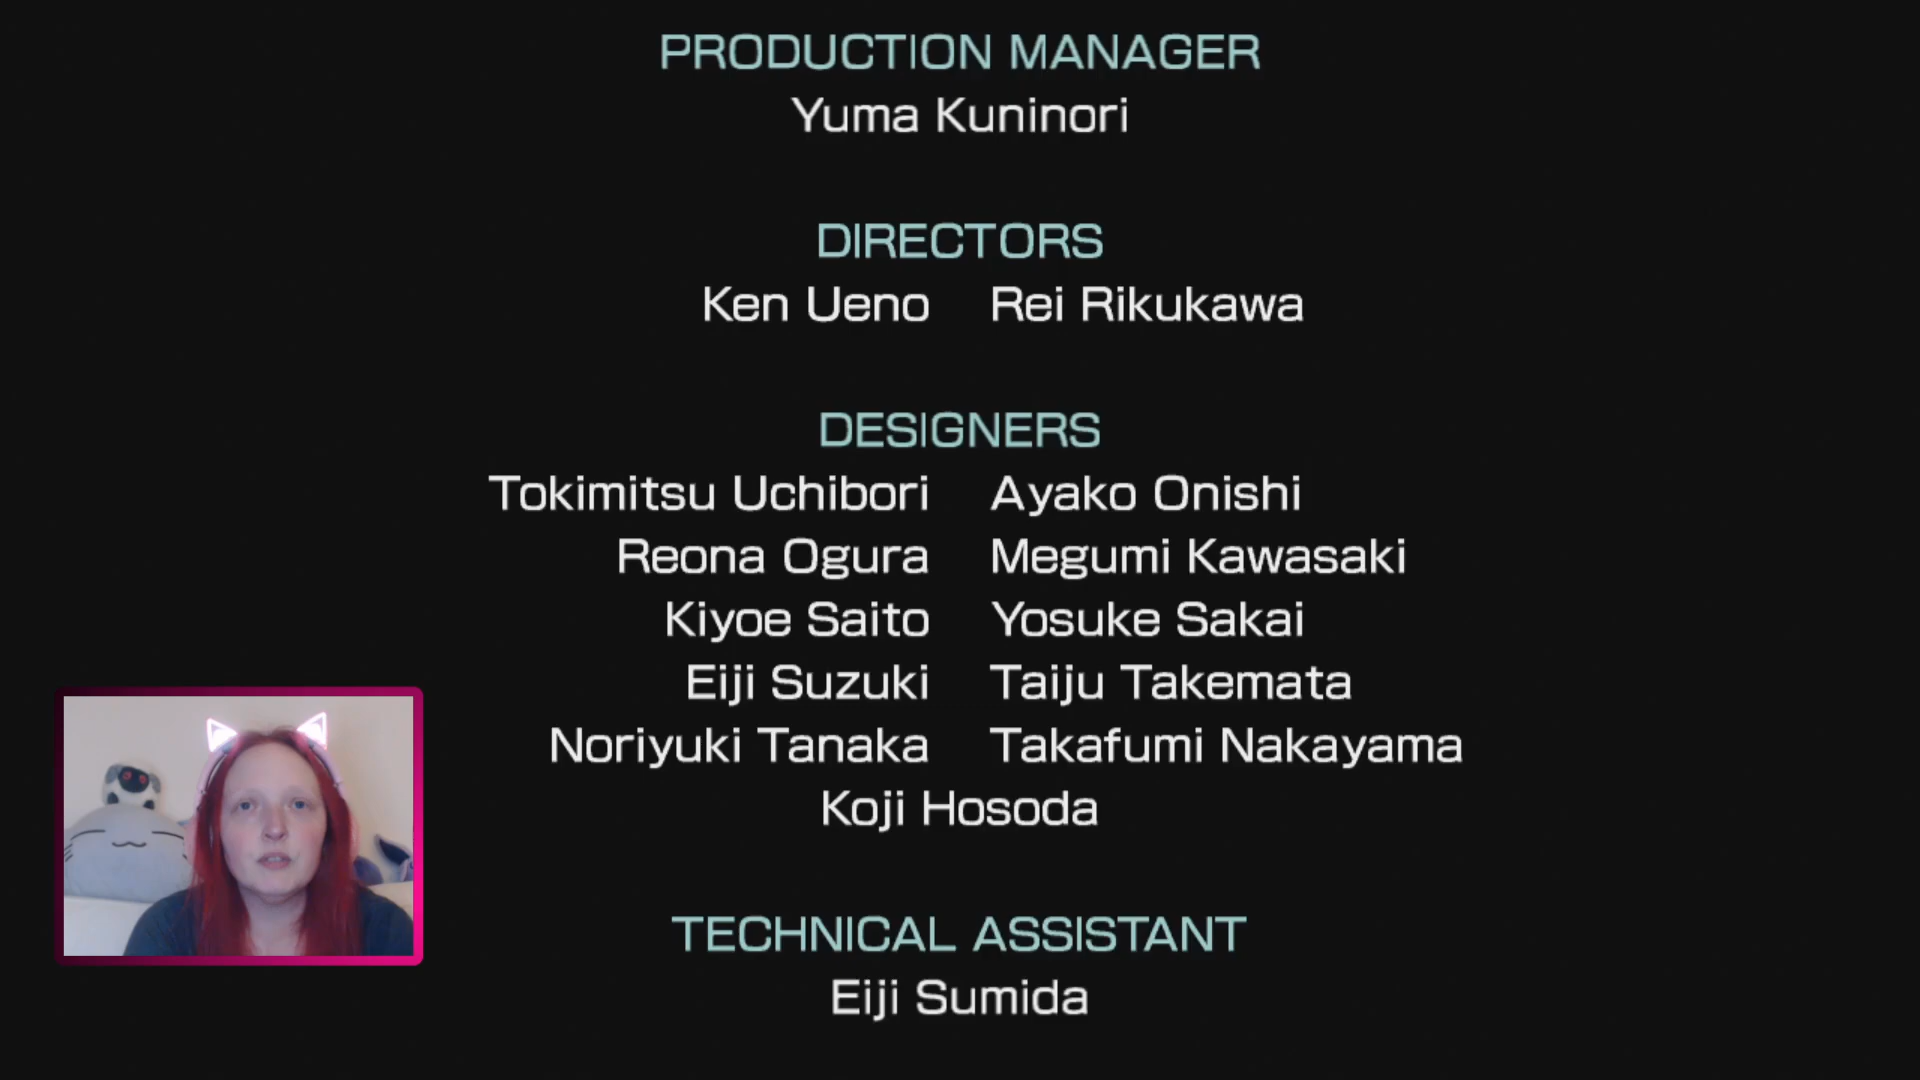 PRODUCTION MANAGER
Yuma Kuninori
DIRECTORS
Ken Ueno Rei Rikukawa
DESIGNERS
Tokimitsu Uchibori Ayako Onishi
Reona Ogura Megumi Kawasaki
Kiyoe Saito Yosuke Sakai
Eiji Suzuki Taiju Takemata
Noriyuki Tanaka Takafumi Nakayama
Koji Hosoda
TECHNICAL ASSISTANT
Eiji Sumida